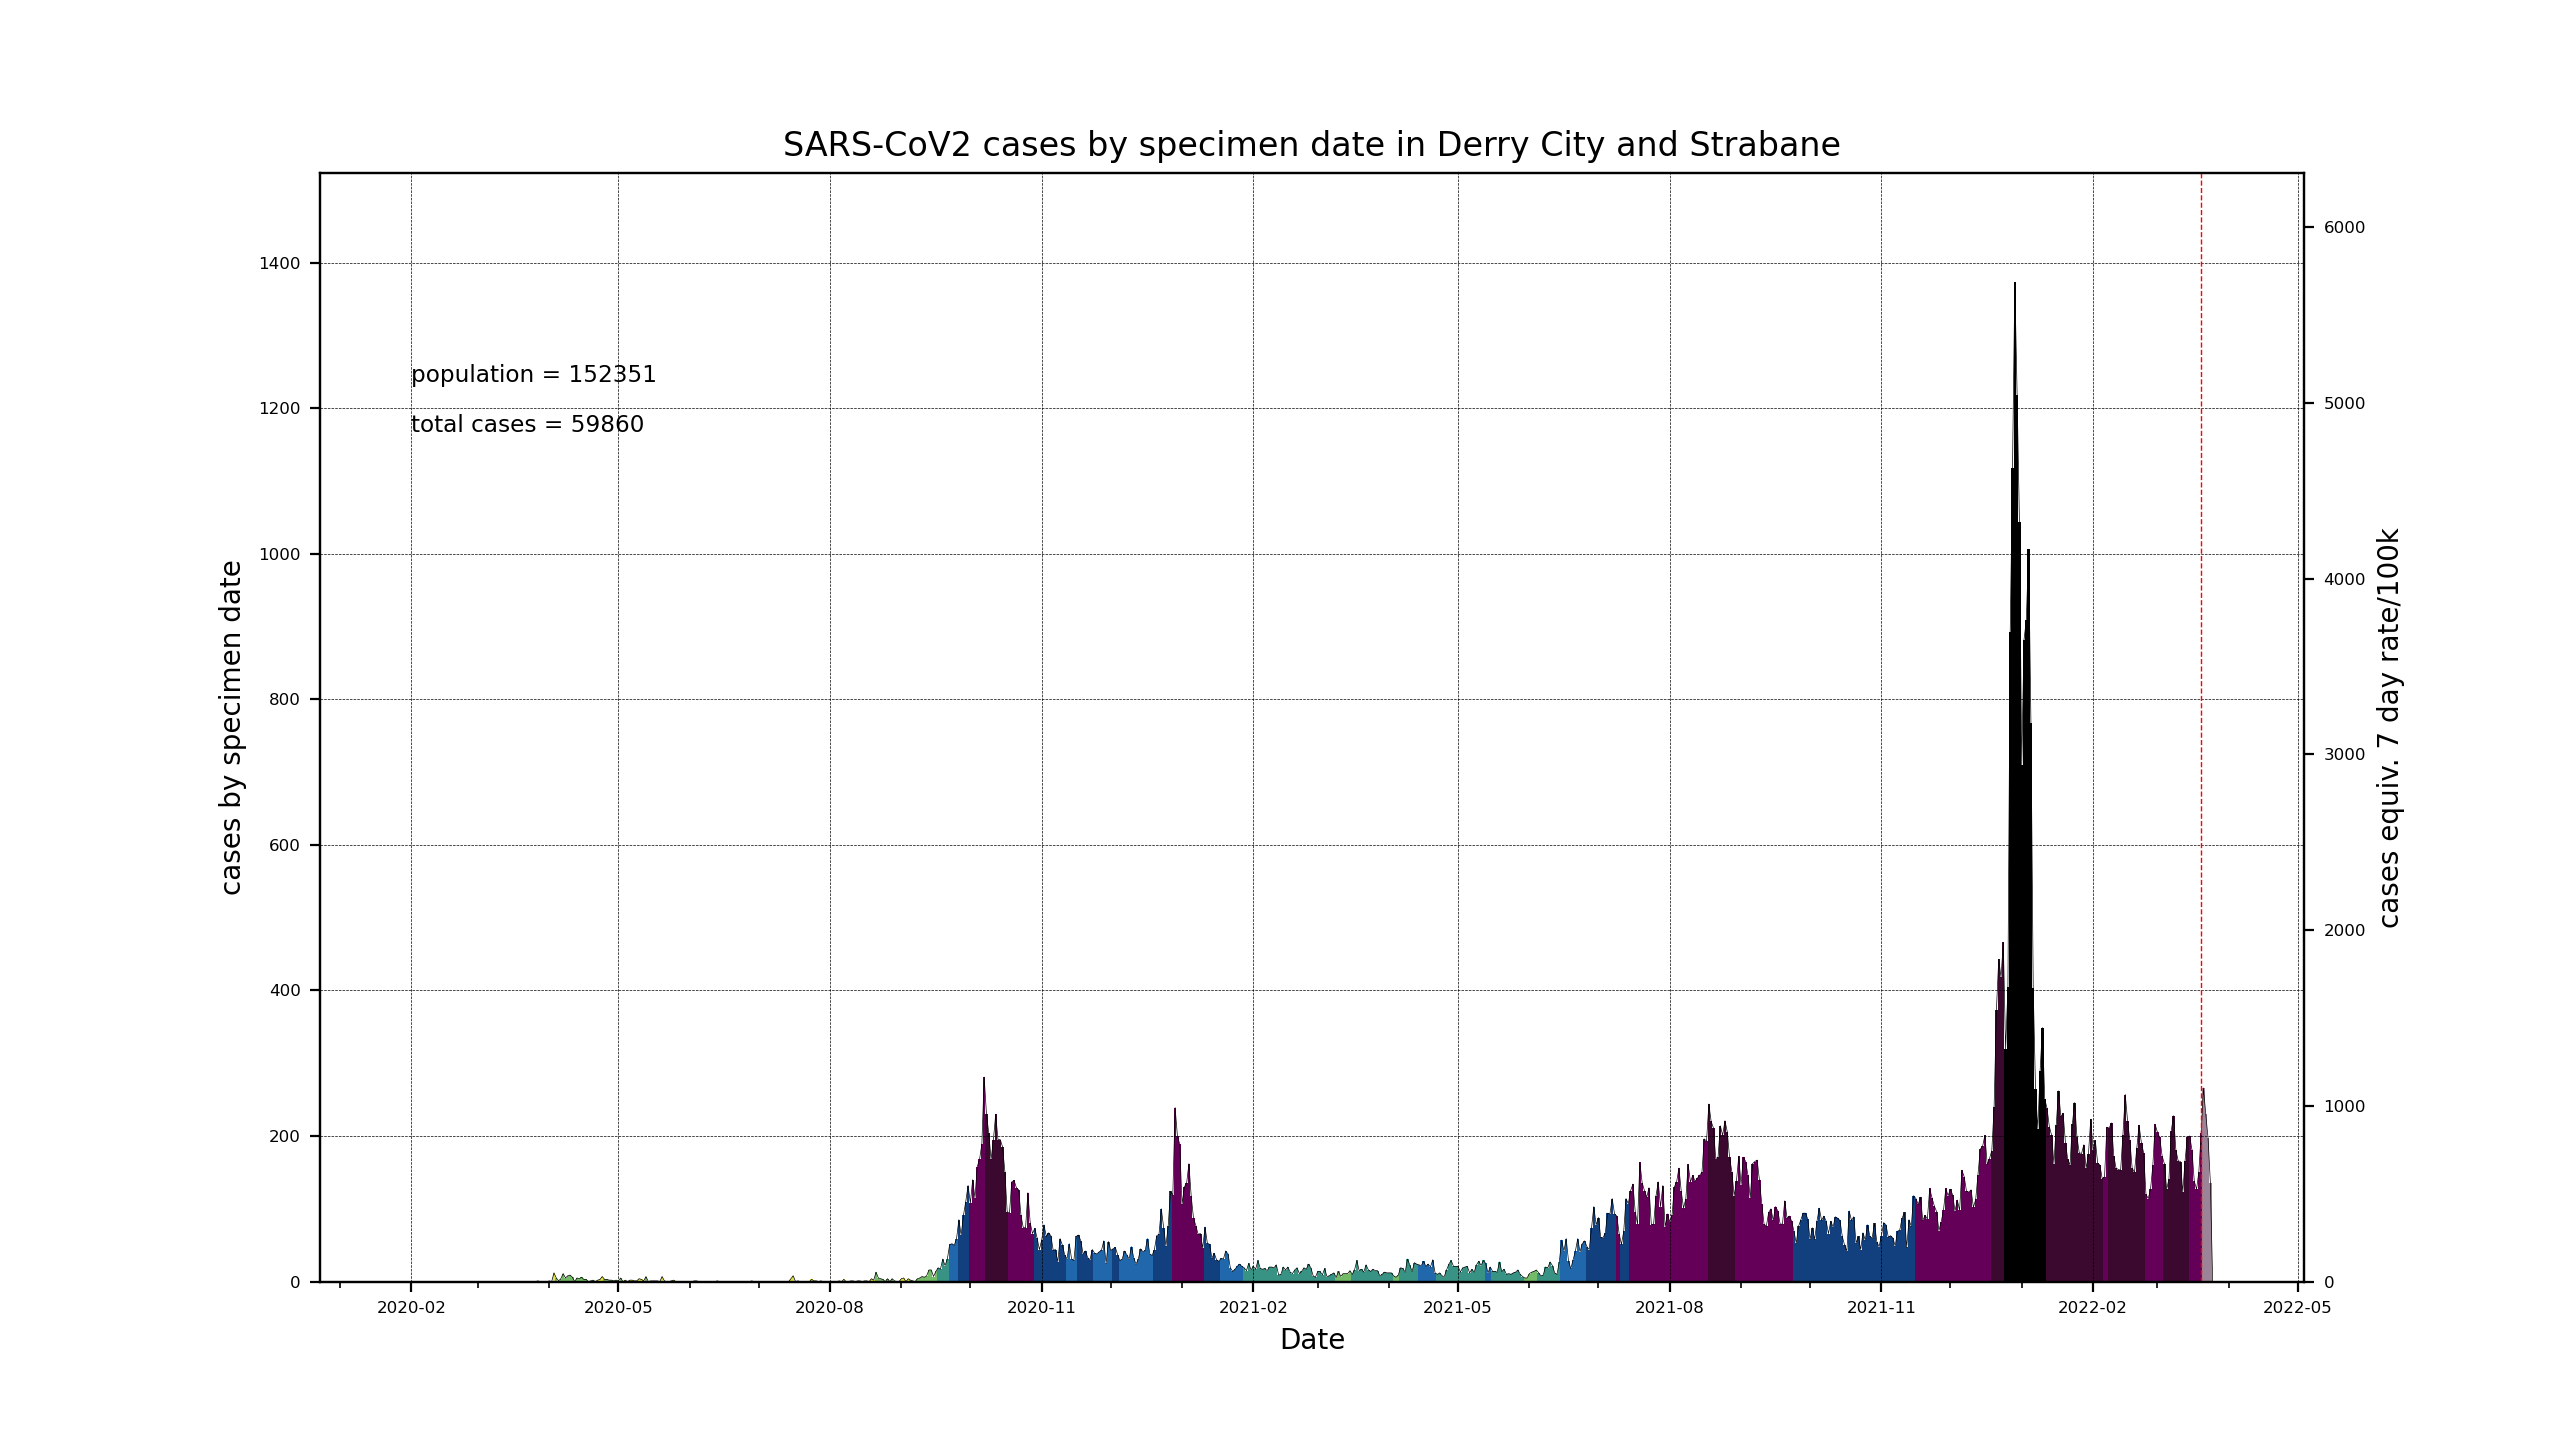 SARS-CoV2 cases by specimen date in Derry City and Strabane
population = 152351
total cases = 59860
cases by specimen date
1400
1200
1000
800
600
400
200
0
6000
5000
4000
3000
2000
1000
0
cases equiv. 7 day rate/100k
2020-02 2020-05 2020-08 2020-11 2021-02 2021-05 2021-08 2021-11 2022-02 2022-05
Date